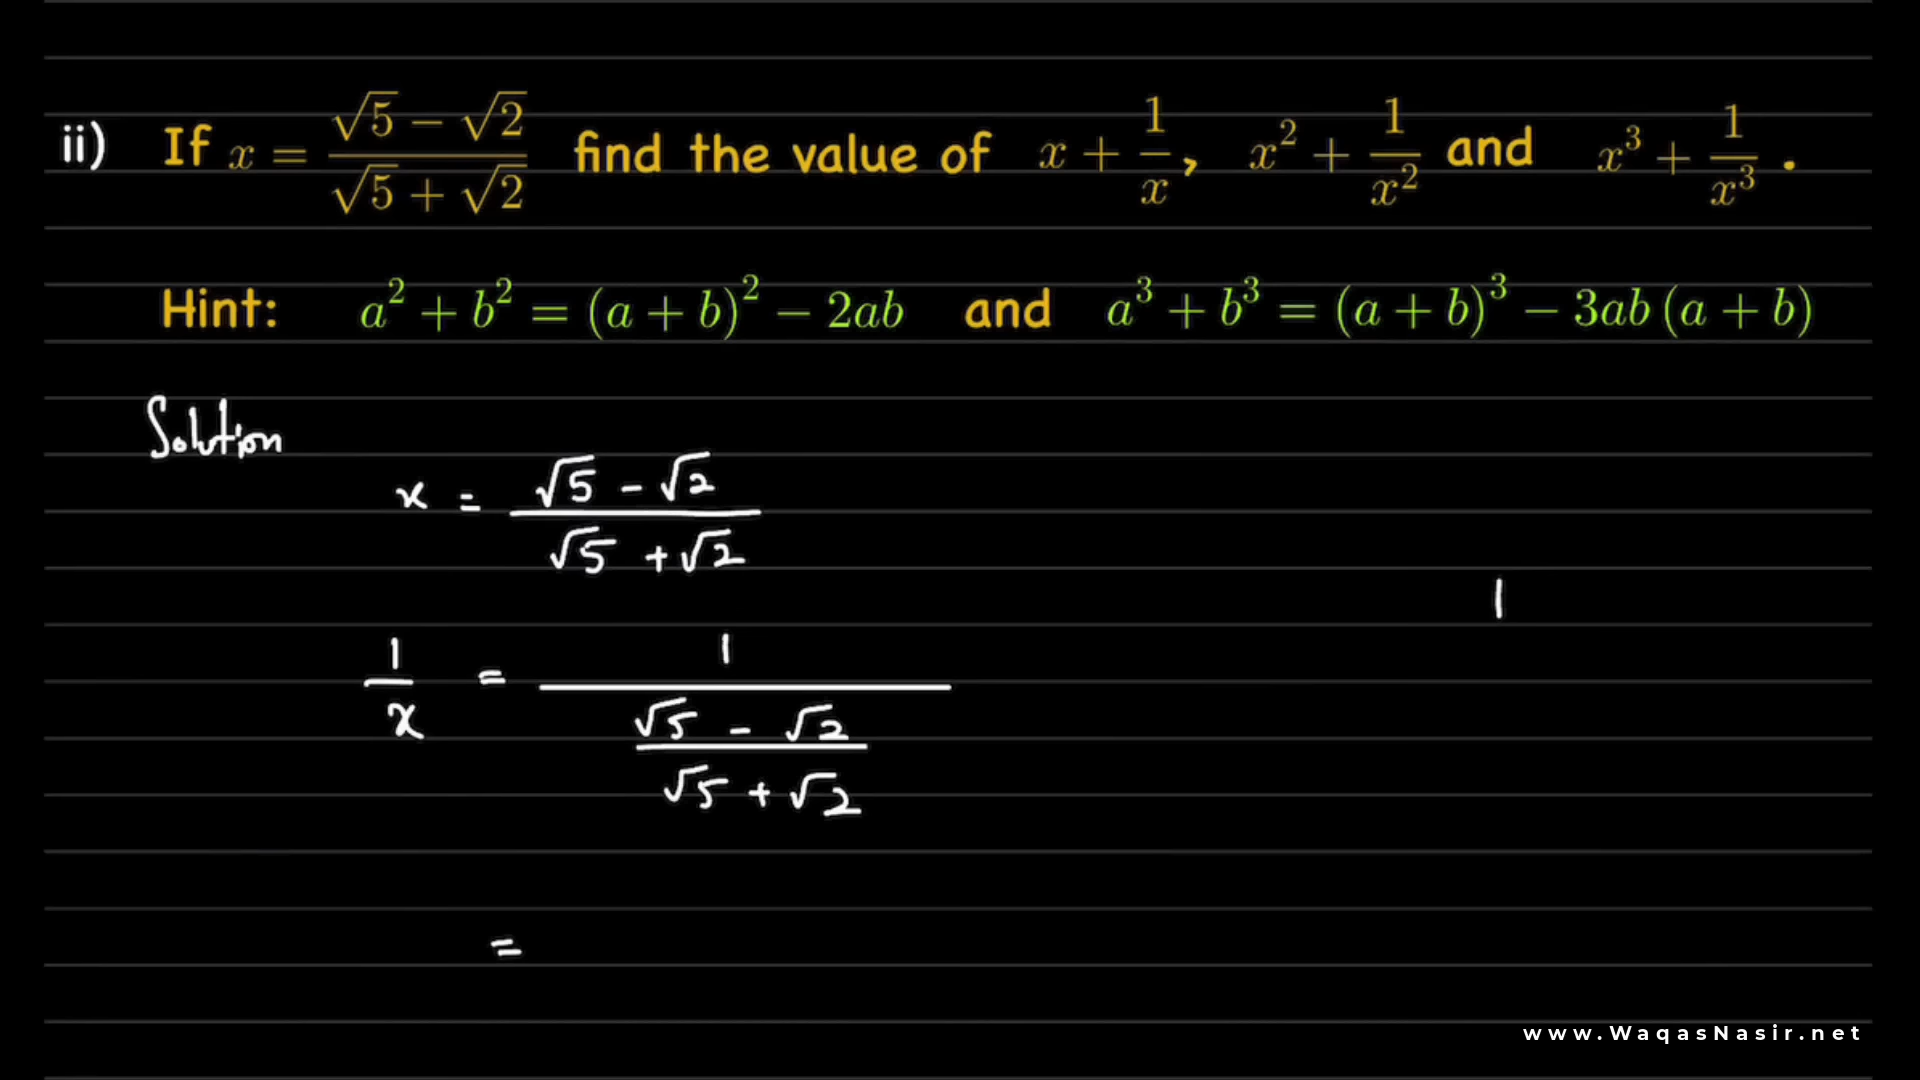 ii) If x = (√5 − √2)/(√5 + √2) find the value of x + 1/x, x² + 1/x² and x³ + 1/x³ .
Hint: a² + b² = (a + b)² − 2ab and a³ + b³ = (a + b)³ − 3ab (a + b)
Solution
x = (√5 − √2)/(√5 + √2)
1
1/x = 1/((√5 − √2)/(√5 + √2))
=
www.WaqasNasir.net